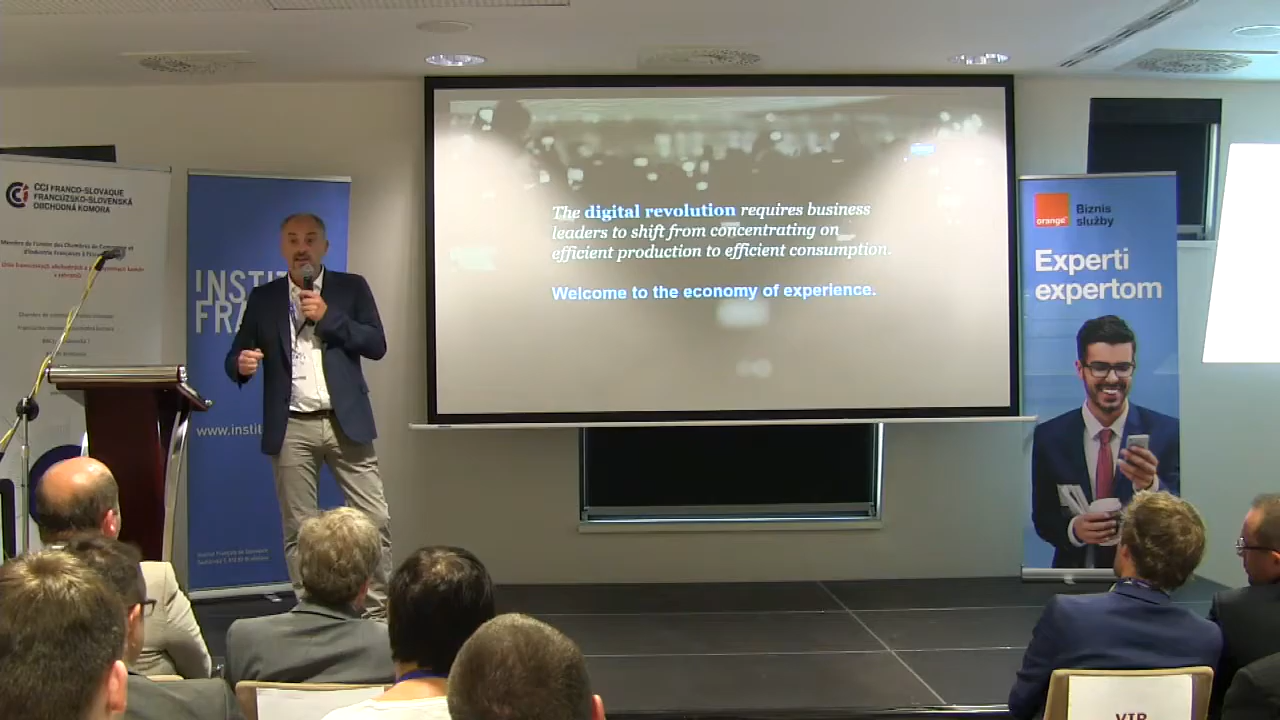 CCI FRANCO-SLOVAQUE
FRANCÚZSKO-SLOVENSKÁ
OBCHODNÁ KOMORA
INSTI
FRA
www.instit
The digital revolution requires business
leaders to shift from concentrating on
efficient production to efficient consumption.
Welcome to the economy of experience.
orange
Biznis
služby
Experti
expertom
VIP